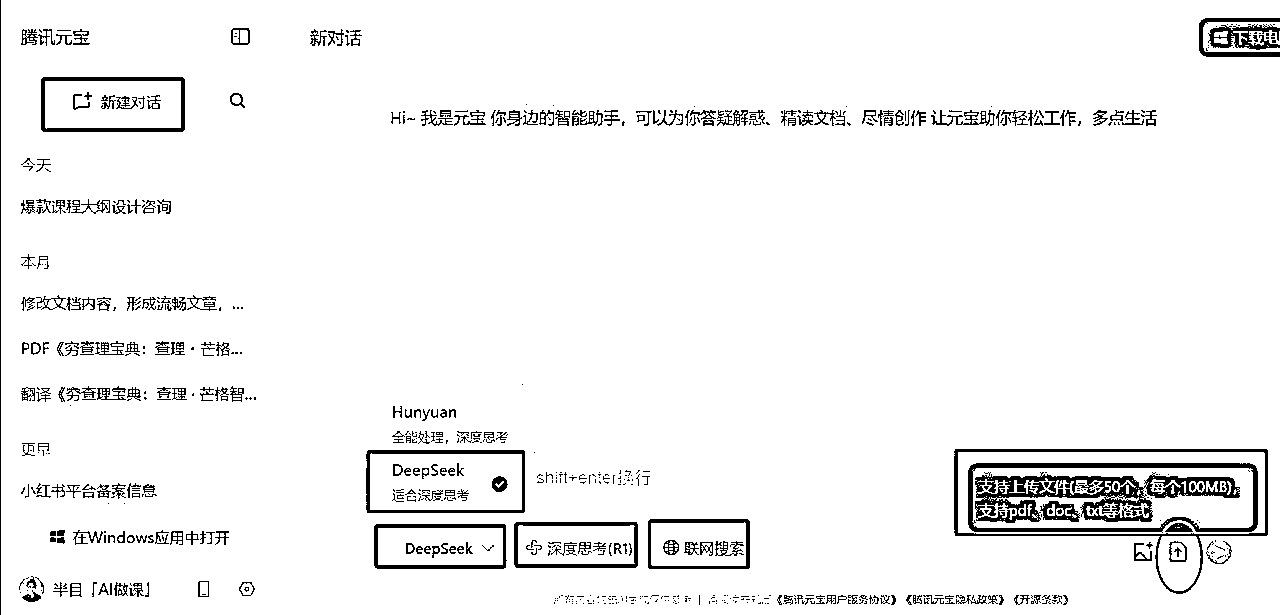 腾讯元宝
新对话
下载电
新建对话
Hi~ 我是元宝 你身边的智能助手，可以为你答疑解惑、精读文档、尽情创作 让元宝助你轻松工作，多点生活
今天
爆款课程大纲设计咨询
本月
修改文档内容，形成流畅文章，...
PDF《穷查理宝典：查理·芒格...
翻译《穷查理宝典：查理·芒格智...
更早
小红书平台备案信息
在Windows应用中打开
半目「AI做课」
Hunyuan
全能处理，深度思考
DeepSeek
适合深度思考
shift+enter换行
支持上传文件(最多50个，每个100MB),
支持pdf、doc、txt等格式
DeepSeek
深度思考(R1)
联网搜索
《腾讯元宝用户服务协议》《腾讯元宝隐私政策》《开源条款》